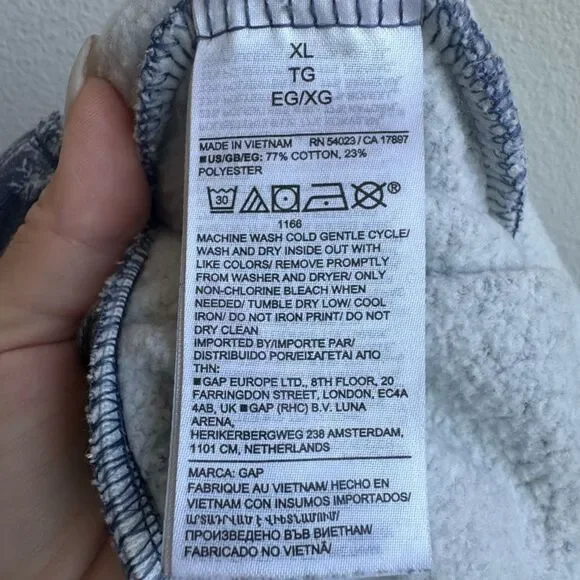 XL
TG
EG/XG
MADE IN VIETNAM RN 54023 / CA 17897
■US/GB/EG: 77% COTTON, 23%
POLYESTER
30
®
1166
MACHINE WASH COLD GENTLE CYCLE/
WASH AND DRY INSIDE OUT WITH
LIKE COLORS/ REMOVE PROMPTLY
FROM WASHER AND DRYER/ ONLY
NON-CHLORINE BLEACH WHEN
NEEDED/ TUMBLE DRY LOW/ COOL
IRON/ DO NOT IRON PRINT/ DO NOT
DRY CLEAN
IMPORTED BY/IMPORTE PAR/
DISTRIBUIDO POR/ΕΙΣΑΓΕΤΑΙ ΑΠΟ
ΤΗΝ:
■GAP EUROPE LTD., 8TH FLOOR, 20
FARRINGDON STREET, LONDON, EC4A
4AB, UK ■GAP (RHC) B.V. LUNA
ARENA,
HERIKERBERGWEG 238 AMSTERDAM,
1101 CM, NETHERLANDS
MARCA: GAP
FABRIQUE AU VIETNAM/ HECHO EN
VIETNAM CON INSUMOS IMPORTADOS/
ԱՐՏԱԴՐՎԱԾ Է ՎԻԵՏՆԱՄՈՒՄ/
ПРОИЗВЕДЕНО ВЪВ ВИЕТНАМ/
FABRICADO NO VIETNÃ/